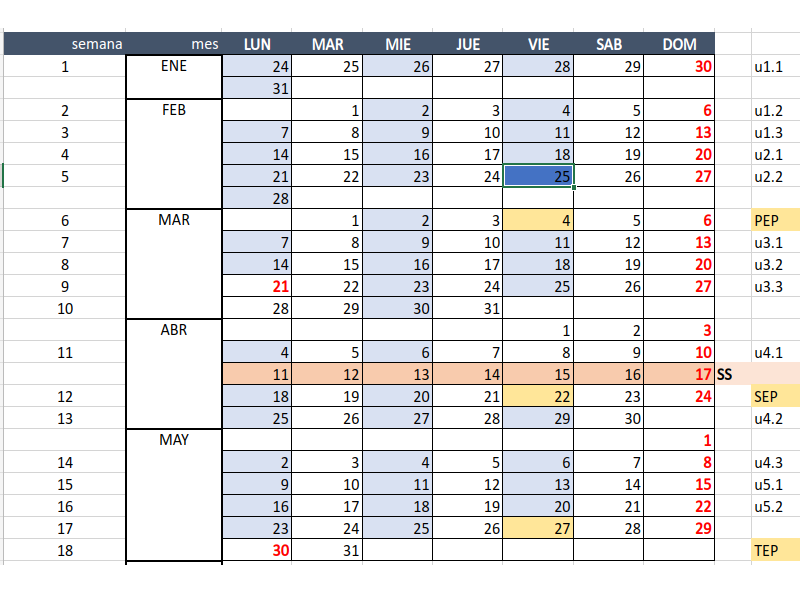 semana mes LUN MAR MIE JUE VIE SAB DOM
1 ENE 24 25 26 27 28 29 30 u1.1
31
2 FEB 1 2 3 4 5 6 u1.2
3 7 8 9 10 11 12 13 u1.3
4 14 15 16 17 18 19 20 u2.1
5 21 22 23 24 25 26 27 u2.2
28
6 MAR 1 2 3 4 5 6 PEP
7 7 8 9 10 11 12 13 u3.1
8 14 15 16 17 18 19 20 u3.2
9 21 22 23 24 25 26 27 u3.3
10 28 29 30 31
ABR 1 2 3
11 4 5 6 7 8 9 10 u4.1
11 12 13 14 15 16 17 SS
12 18 19 20 21 22 23 24 SEP
13 25 26 27 28 29 30 u4.2
MAY 1
14 2 3 4 5 6 7 8 u4.3
15 9 10 11 12 13 14 15 u5.1
16 16 17 18 19 20 21 22 u5.2
17 23 24 25 26 27 28 29
18 30 31 TEP